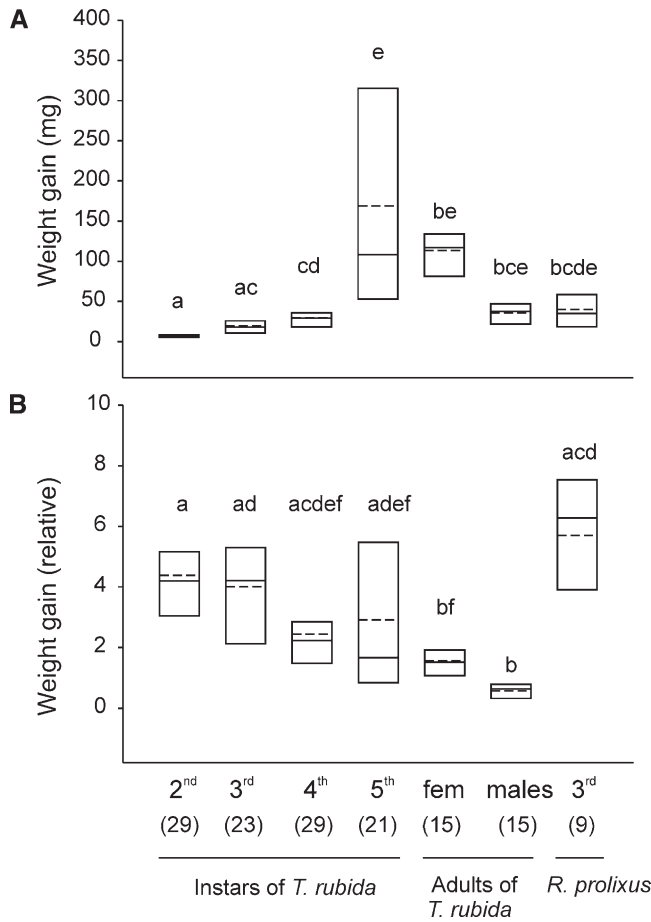 A
Weight gain (mg)
400
350
300
250
200
150
100
50
0
a
ac
cd
e
be
bce
bcde
B
Weight gain (relative)
10
8
6
4
2
0
a
ad
acdef
adef
bf
b
acd
2nd 3rd 4th 5th fem males 3rd
(29) (23) (29) (21) (15) (15) (9)
Instars of T. rubida
Adults of
T. rubida
R. prolixus